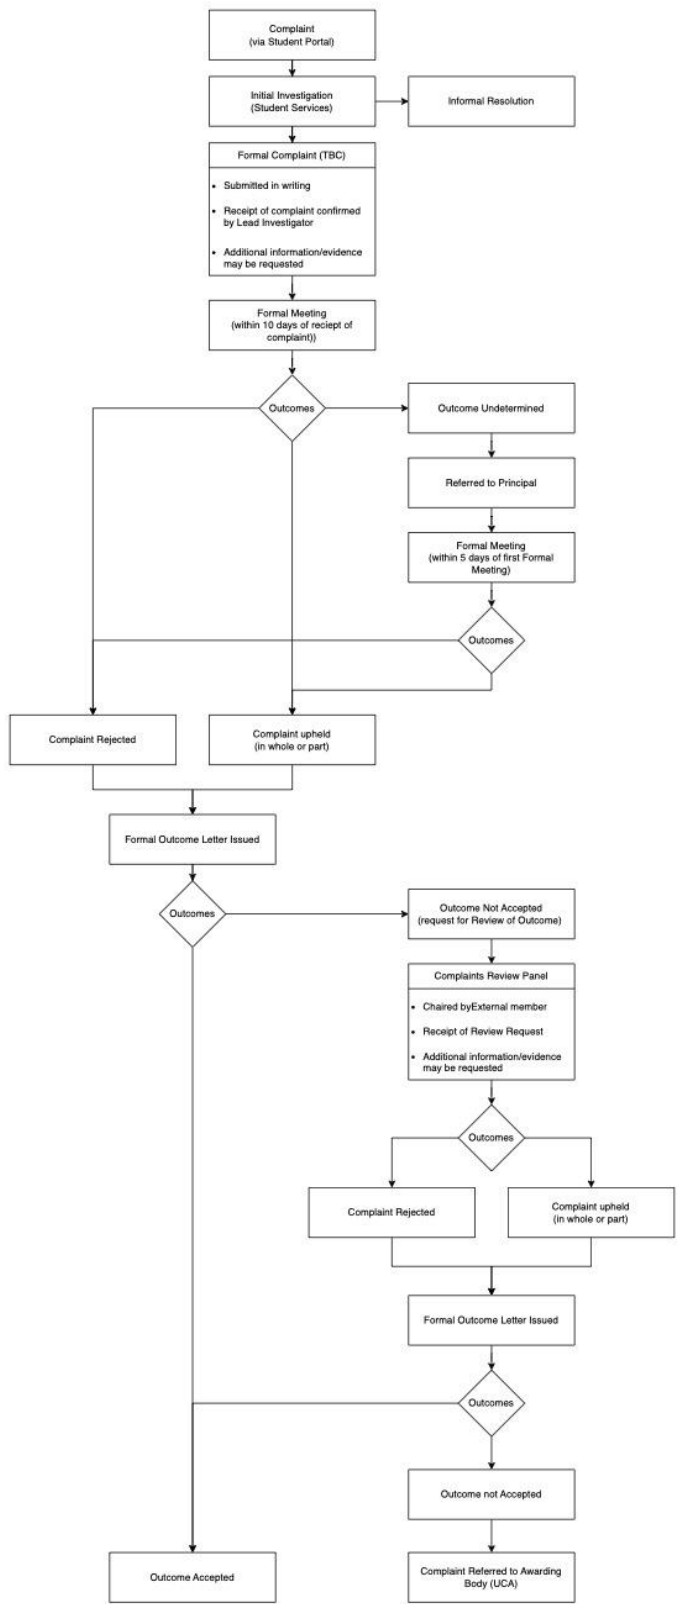 Complaint
(via Student Portal)
Initial Investigation
(Student Services)
Informal Resolution
Formal Complaint (TBC)
• Submitted in writing
• Receipt of complaint confirmed
by Lead Investigator
• Additional information/evidence
may be requested
Formal Meeting
(within 10 days of reciept of
complaint))
Outcomes
Outcome Undetermined
Referred to Principal
Formal Meeting
(within 5 days of first Formal
Meeting)
Outcomes
Complaint Rejected
Complaint upheld
(in whole or part)
Formal Outcome Letter Issued
Outcomes
Outcome Not Accepted
(request for Review of Outcome)
Complaints Review Panel
• Chaired byExternal member
• Receipt of Review Request
• Additional information/evidence
may be requested
Outcomes
Complaint Rejected
Complaint upheld
(in whole or part)
Formal Outcome Letter Issued
Outcomes
Outcome not Accepted
Outcome Accepted
Complaint Referred to Awarding
Body (UCA)